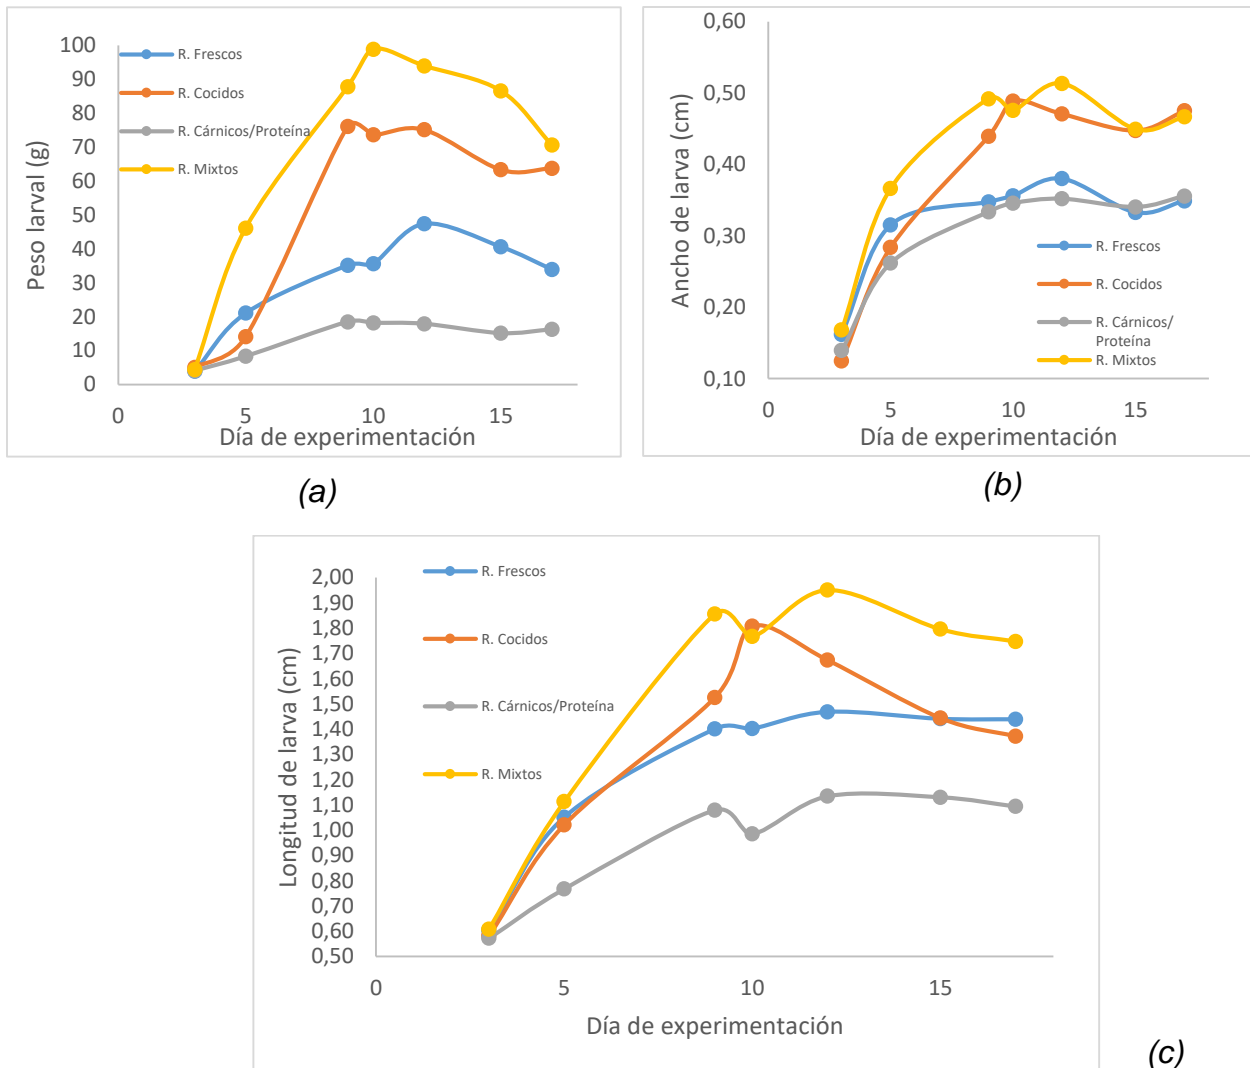 Peso larval (g)
100
90
80
70
60
50
40
30
20
10
0
R. Frescos
R. Cocidos
R. Cárnicos/Proteína
R. Mixtos
0 5 10 15
Día de experimentación
(a)
Ancho de larva (cm)
0,60
0,50
0,40
0,30
0,20
0,10
R. Frescos
R. Cocidos
R. Cárnicos/
Proteína
R. Mixtos
0 5 10 15
Día de experimentación
(b)
Longitud de larva (cm)
2,00
1,90
1,80
1,70
1,60
1,50
1,40
1,30
1,20
1,10
1,00
0,90
0,80
0,70
0,60
0,50
R. Frescos
R. Cocidos
R. Cárnicos/Proteína
R. Mixtos
0 5 10 15
Día de experimentación
(c)